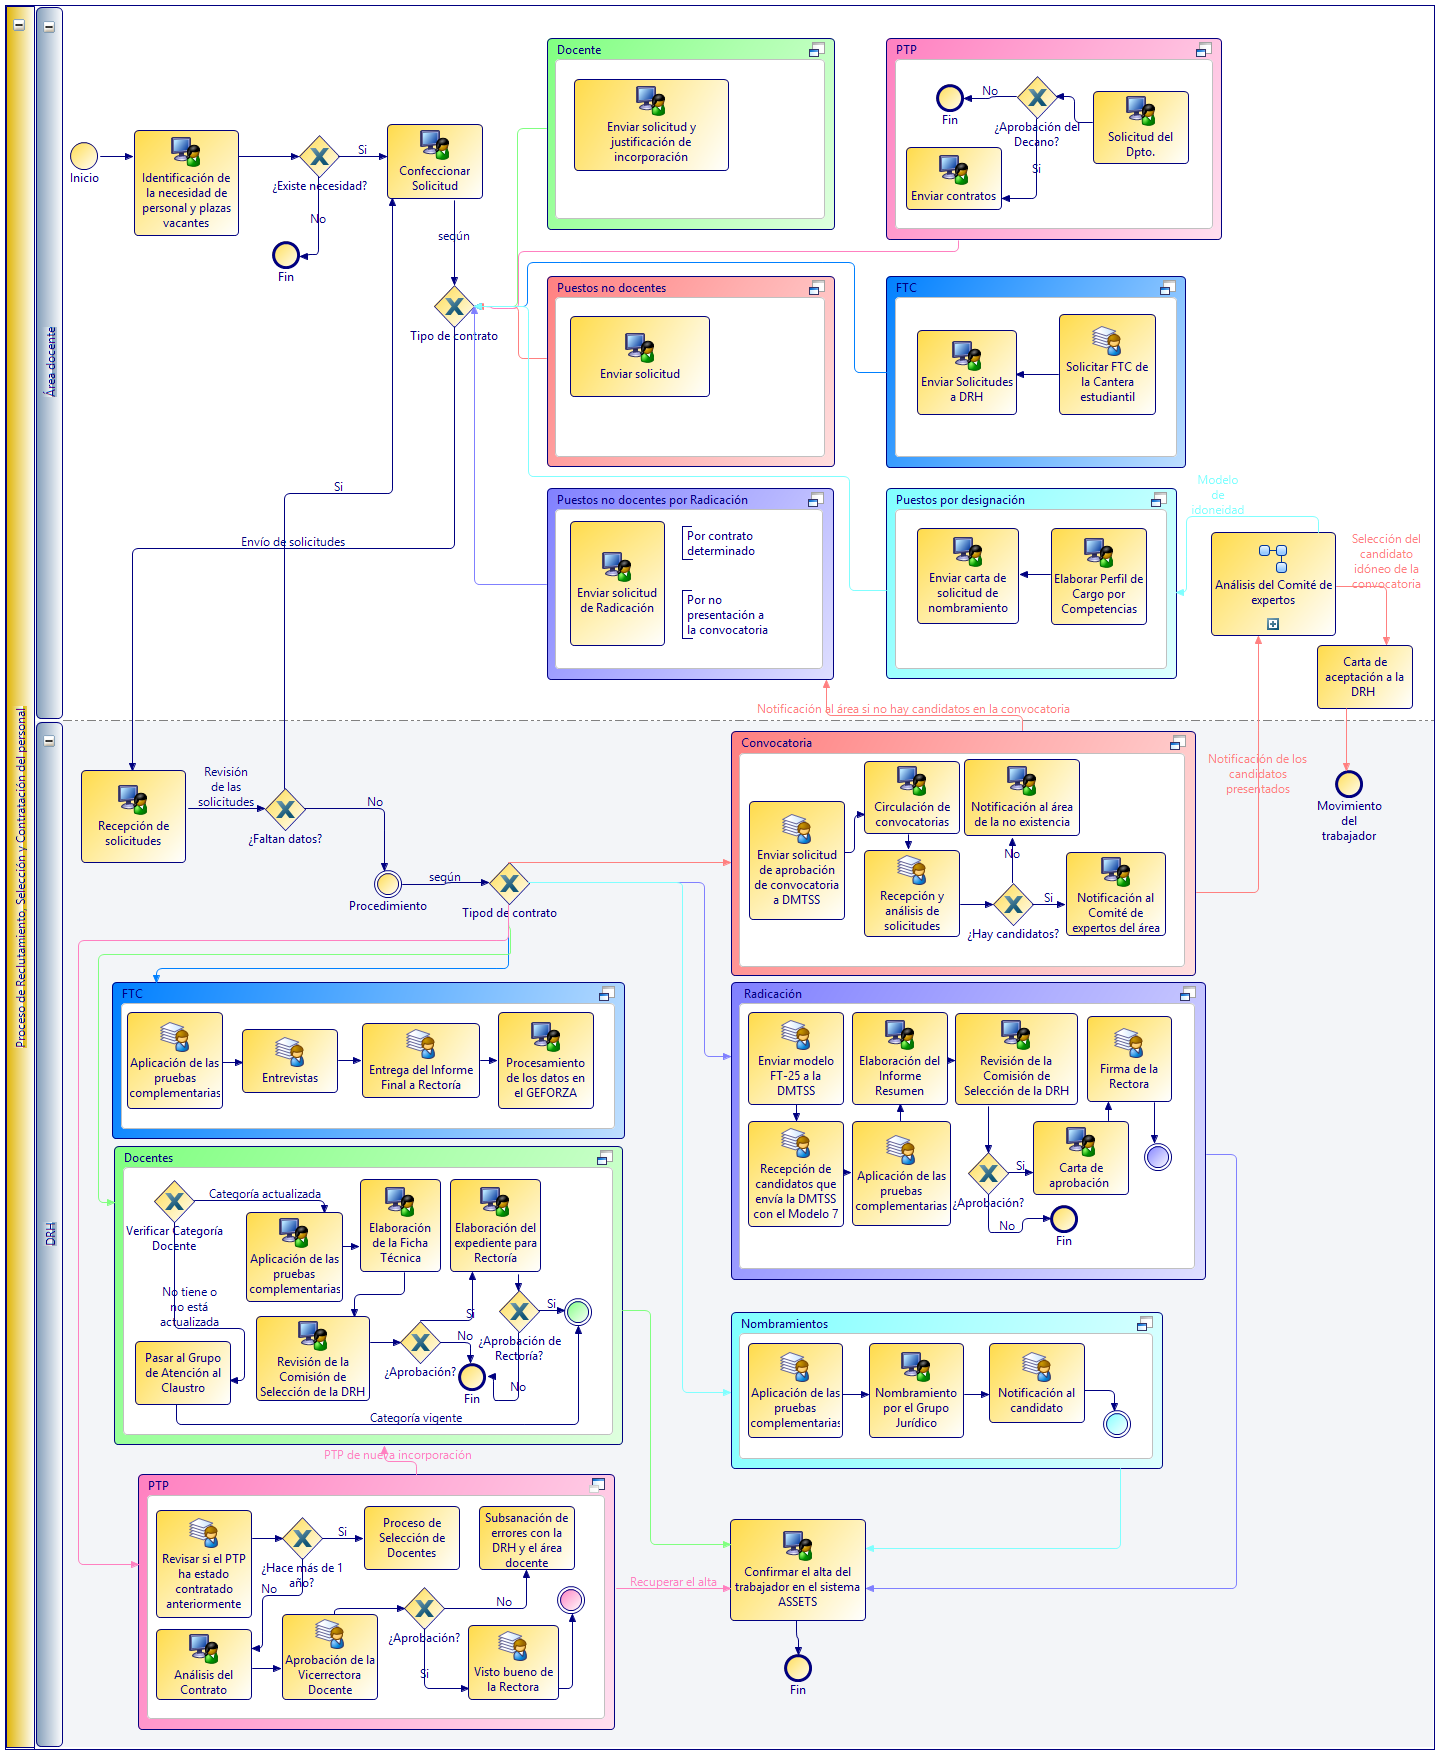 Proceso de Reclutamiento, Selección y Contratación del personal
Área docente
Inicio
Identificación de
la necesidad de
personal y plazas
vacantes
¿Existe necesidad?
Si
No
Fin
Confeccionar
Solicitud
según
Tipo de contrato
Envío de solicitudes
Si
Docente
Enviar solicitud y
justificación de
incorporación
PTP
Fin
No
¿Aprobación del
Decano?
Si
Solicitud del
Dpto.
Enviar contratos
Puestos no docentes
Enviar solicitud
FTC
Enviar Solicitudes
a DRH
Solicitar FTC de
la Cantera
estudiantil
Puestos no docentes por Radicación
Enviar solicitud
de Radicación
Por contrato
determinado
Por no
presentación a
la convocatoria
Puestos por designación
Enviar carta de
solicitud de
nombramiento
Elaborar Perfil de
Cargo por
Competencias
Modelo
de
idoneidad
Análisis del Comité de
expertos
Selección del
candidato
idóneo de la
convocatoria
Carta de
aceptación a la
DRH
Notificación al área si no hay candidatos en la convocatoria
Notificación de los
candidatos
presentados
Movimiento
del
trabajador
DRH
Recepción de
solicitudes
Revisión
de las
solicitudes
¿Faltan datos?
No
Procedimiento
según
Tipod de contrato
Convocatoria
Enviar solicitud
de aprobación
de convocatoria
a DMTSS
Circulación de
convocatorias
Notificación al área
de la no existencia
Recepción y
análisis de
solicitudes
No
¿Hay candidatos?
Si
Notificación al
Comité de
expertos del área
FTC
Aplicación de las
pruebas
complementarias
Entrevistas
Entrega del Informe
Final a Rectoría
Procesamiento
de los datos en
el GEFORZA
Radicación
Enviar modelo
FT-25 a la
DMTSS
Elaboración del
Informe
Resumen
Revisión de la
Comisión de
Selección de la DRH
Firma de la
Rectora
Recepción de
candidatos que
envía la DMTSS
con el Modelo 7
Aplicación de las
pruebas
complementarias
¿Aprobación?
Si
Carta de
aprobación
No
Fin
Docentes
Verificar Categoría
Docente
Categoría actualizada
Aplicación de las
pruebas
complementarias
Elaboración
de la Ficha
Técnica
Elaboración del
expediente para
Rectoría
No tiene o
no está
actualizada
Pasar al Grupo
de Atención al
Claustro
Revisión de la
Comisión de
Selección de la DRH
¿Aprobación?
Si
No
Fin
¿Aprobación de
Rectoría?
Si
No
Categoría vigente
Nombramientos
Aplicación de las
pruebas
complementarias
Nombramiento
por el Grupo
Jurídico
Notificación al
candidato
PTP de nueva incorporación
PTP
Revisar si el PTP
ha estado
contratado
anteriormente
¿Hace más de 1
año?
Si
No
Proceso de
Selección de
Docentes
Subsanación de
errores con la
DRH y el área
docente
Análisis del
Contrato
Aprobación de la
Vicerrectora
Docente
¿Aprobación?
No
Si
Visto bueno de
la Rectora
Recuperar el alta
Confirmar el alta del
trabajador en el sistema
ASSETS
Fin